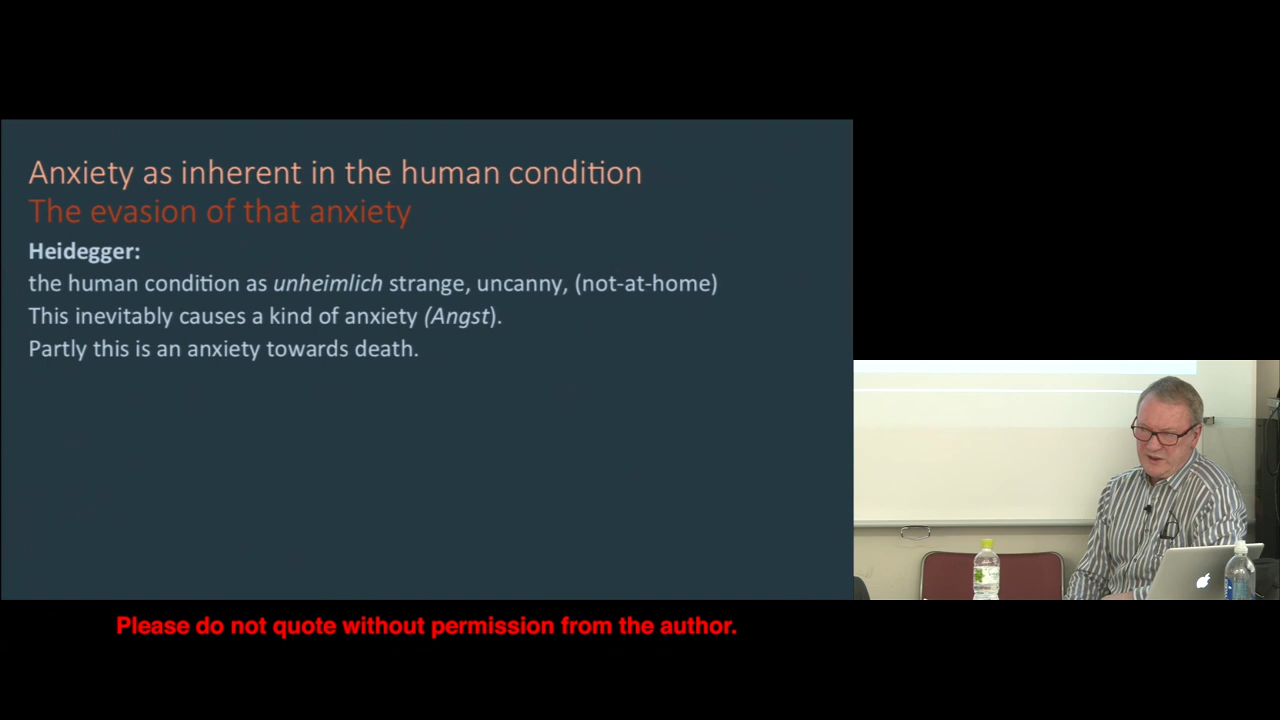 Anxiety as inherent in the human condition
The evasion of that anxiety
Heidegger:
the human condition as unheimlich strange, uncanny, (not-at-home)
This inevitably causes a kind of anxiety (Angst).
Partly this is an anxiety towards death.
Please do not quote without permission from the author.